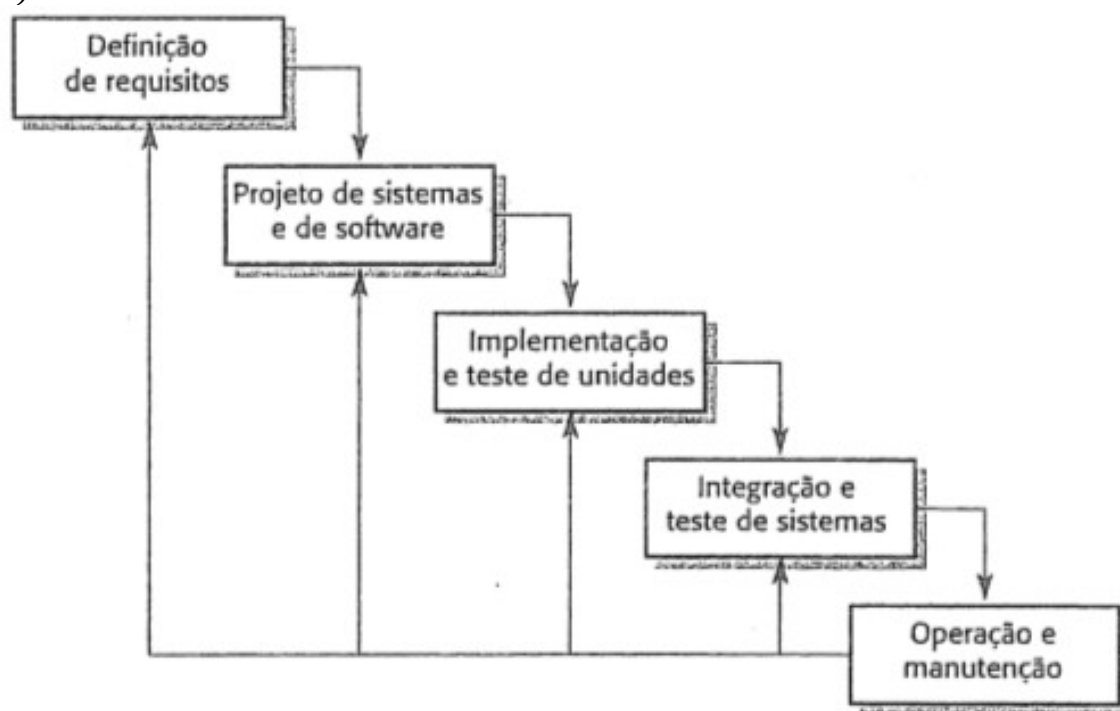 )
Definição
de requisitos
Projeto de sistemas
e de software
Implementação
e teste de unidades
Integração e
teste de sistemas
Operação e
manutenção